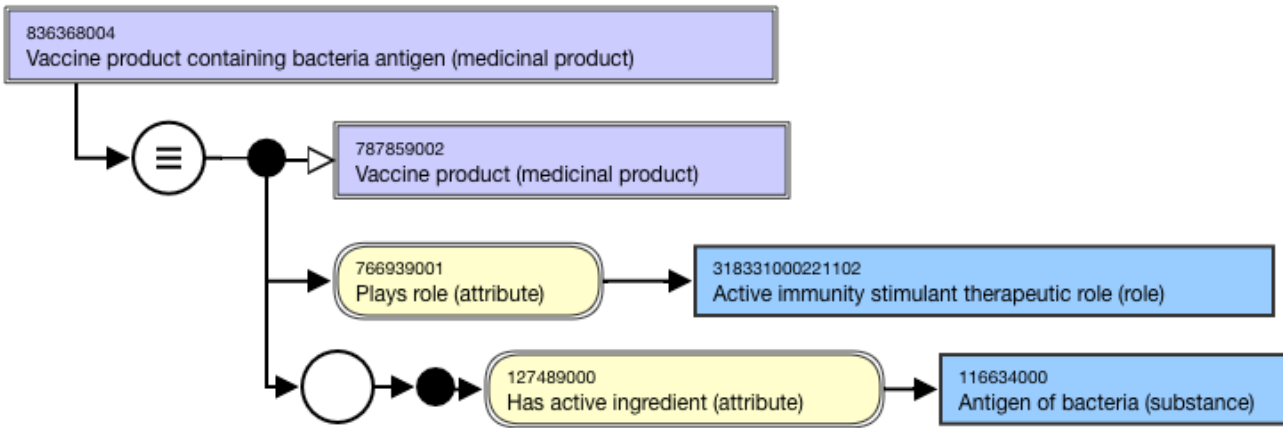 836368004
Vaccine product containing bacteria antigen (medicinal product)
787859002
Vaccine product (medicinal product)
766939001
Plays role (attribute)
318331000221102
Active immunity stimulant therapeutic role (role)
127489000
Has active ingredient (attribute)
116634000
Antigen of bacteria (substance)